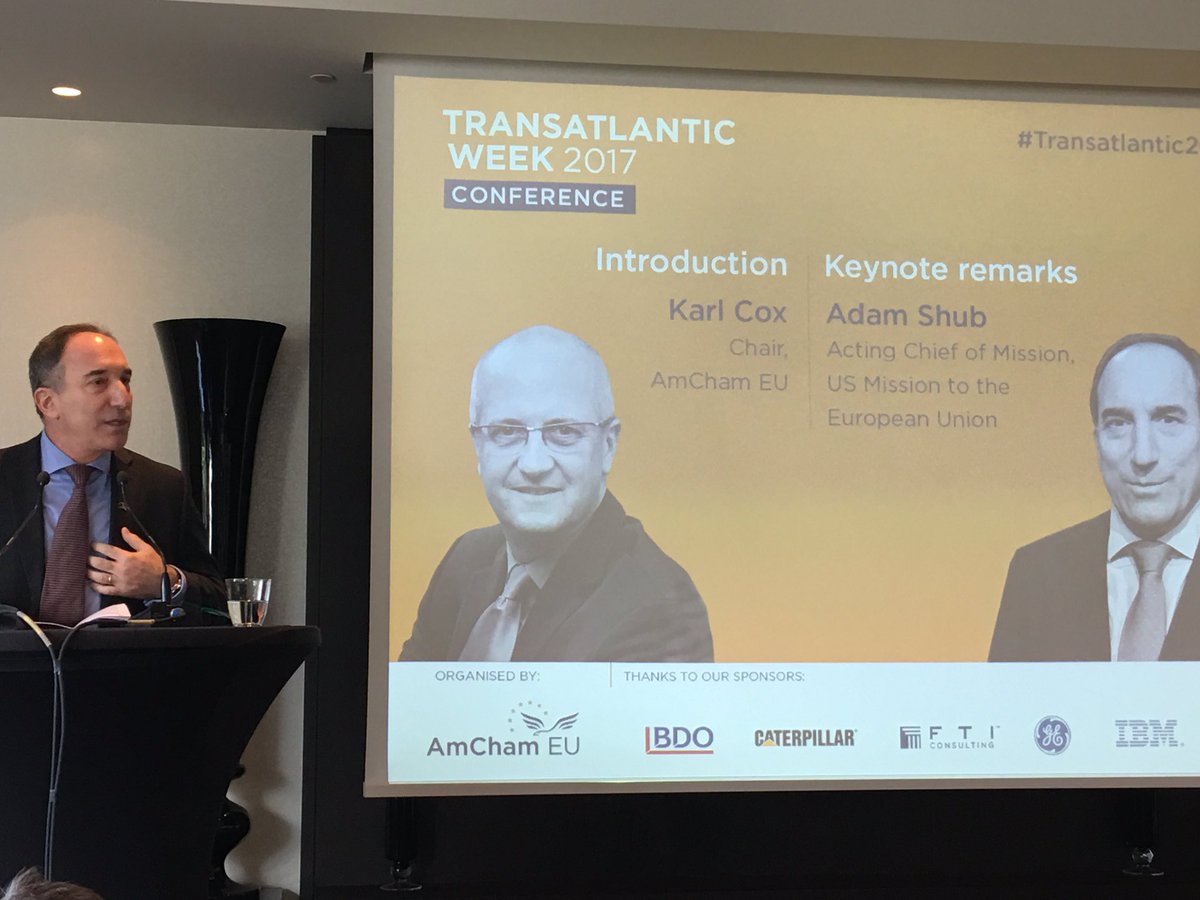 TRANSATLANTIC
WEEK 2017
CONFERENCE
#Transatlantic2
Introduction
Karl Cox
Chair,
AmCham EU
Keynote remarks
Adam Shub
Acting Chief of Mission,
US Mission to the
European Union
ORGANISED BY:
THANKS TO OUR SPONSORS:
AmCham EU
BDO
CATERPILLAR
FTI
CONSULTING
GE
IBM